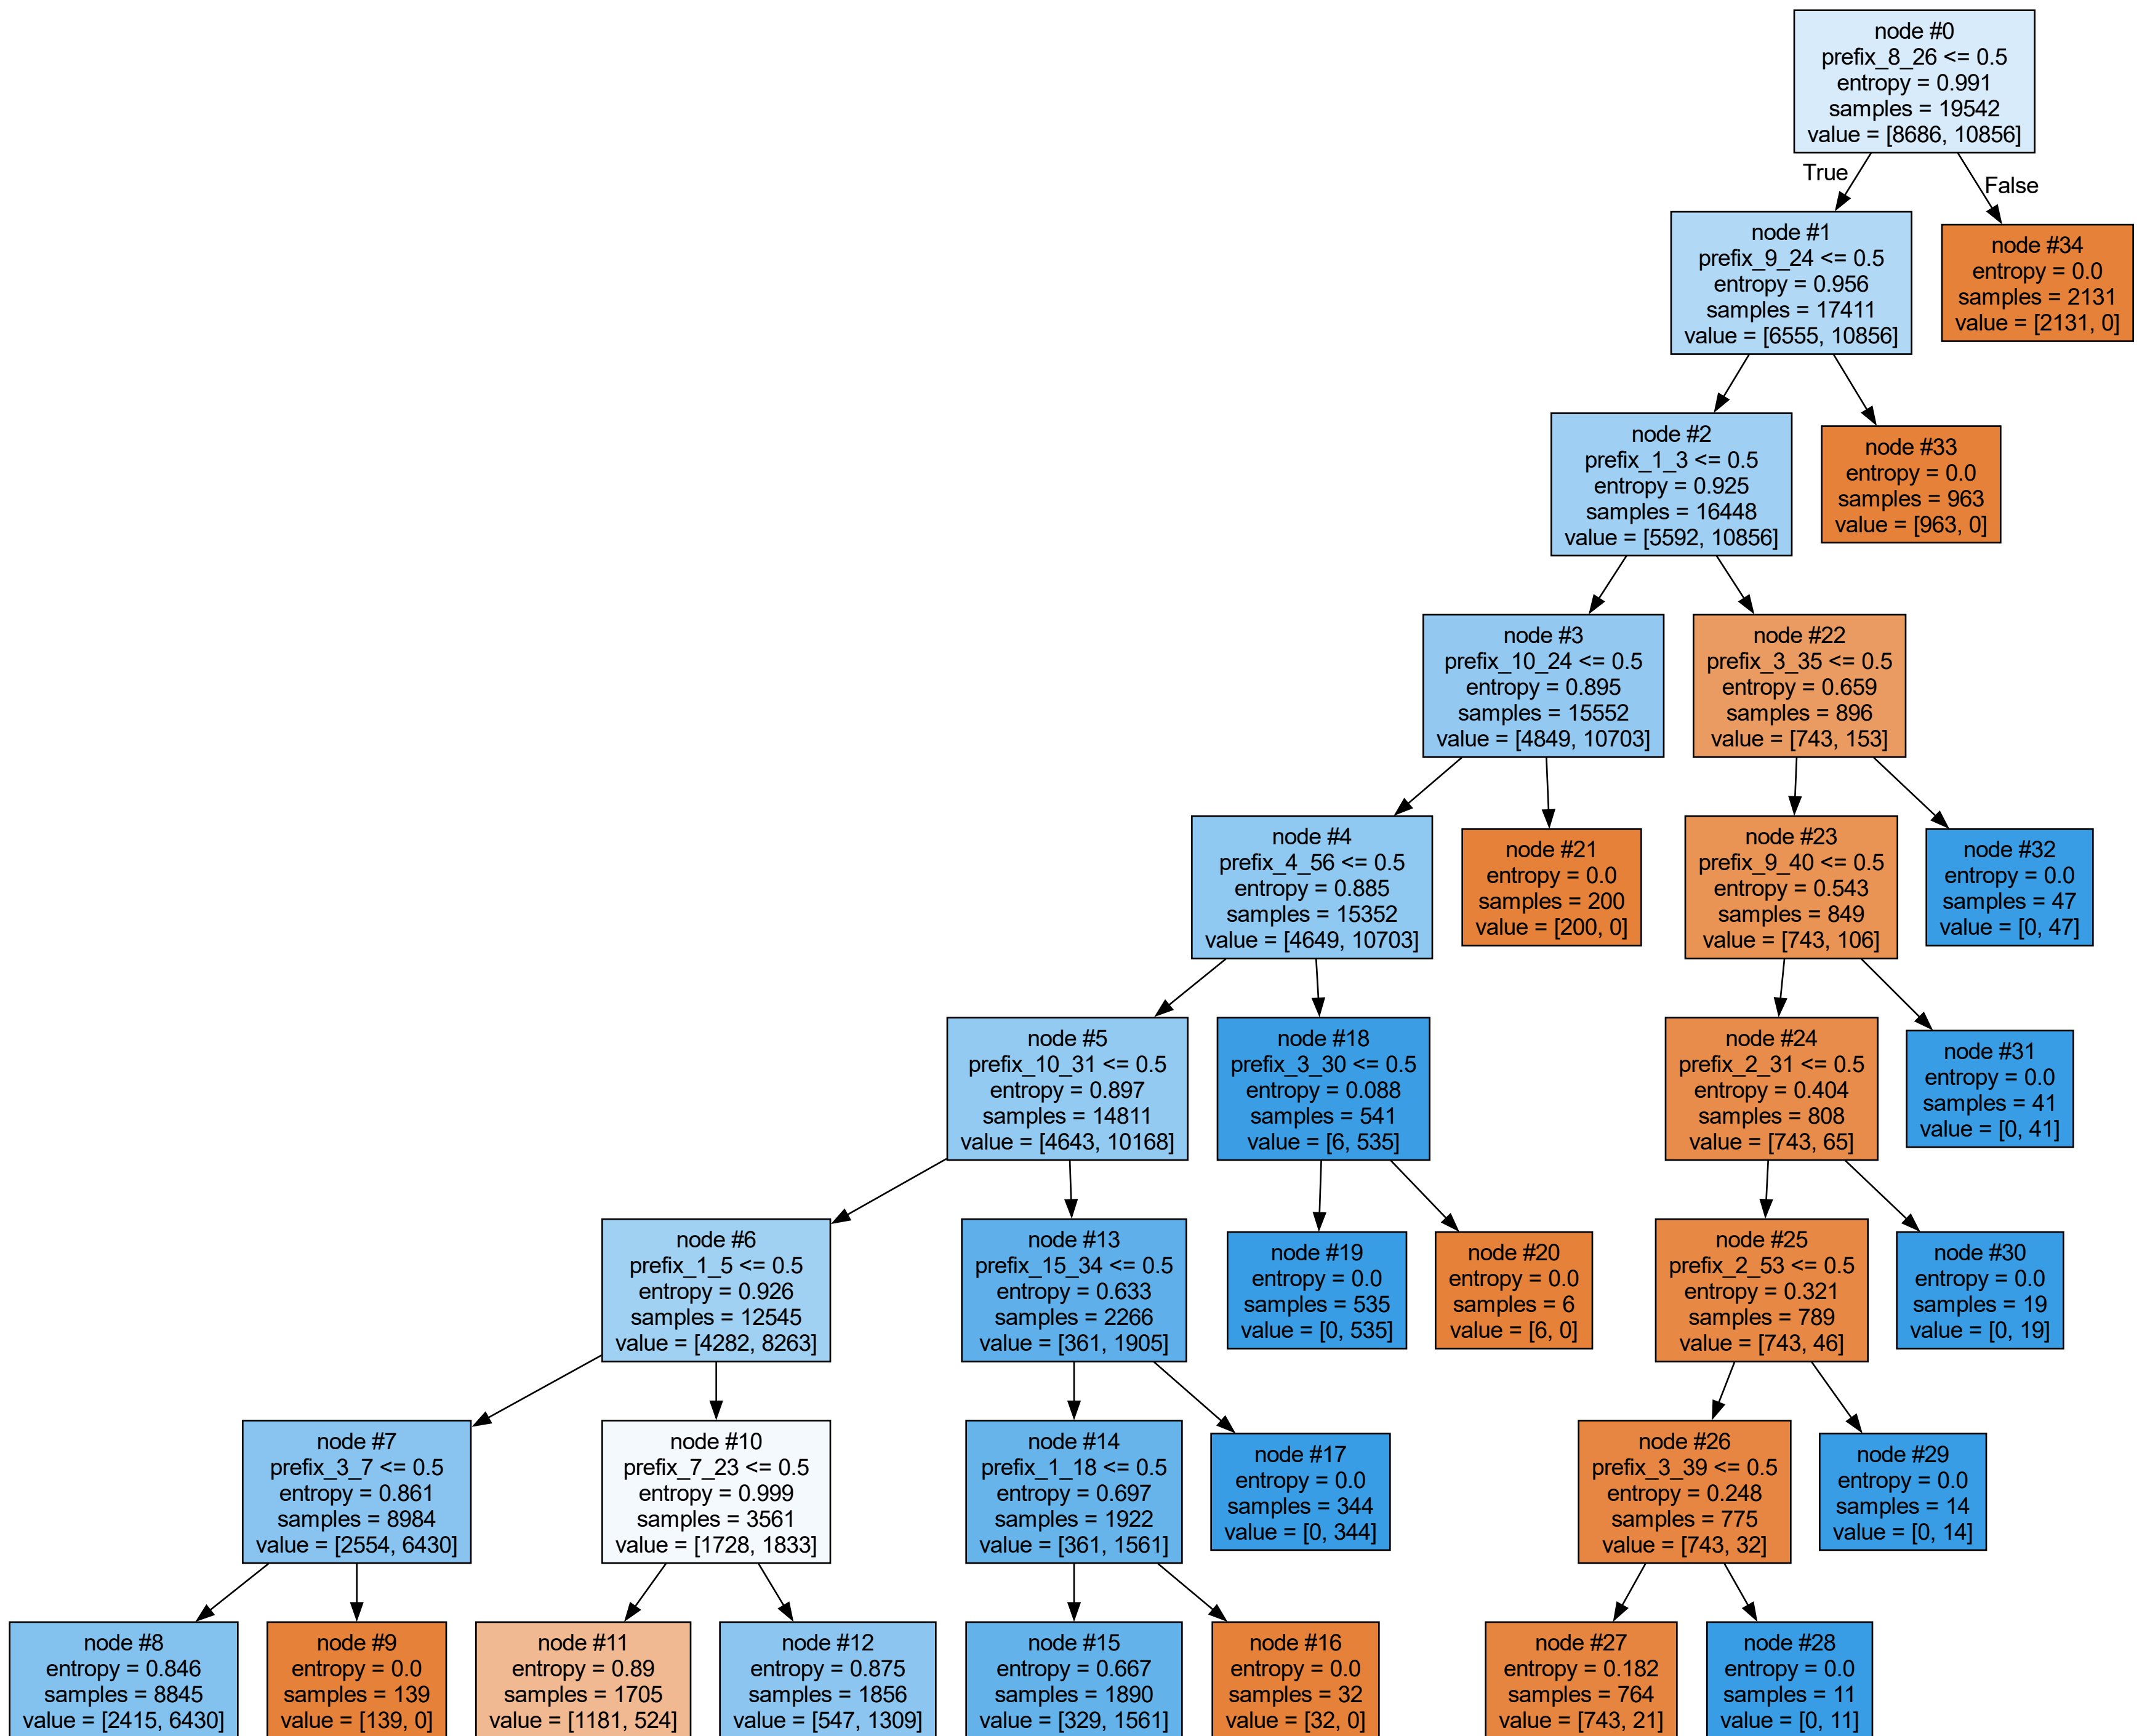 node #0
prefix_8_26 <= 0.5
entropy = 0.991
samples = 19542
value = [8686, 10856]
True
False
node #1
prefix_9_24 <= 0.5
entropy = 0.956
samples = 17411
value = [6555, 10856]
node #34
entropy = 0.0
samples = 2131
value = [2131, 0]
node #2
prefix_1_3 <= 0.5
entropy = 0.925
samples = 16448
value = [5592, 10856]
node #33
entropy = 0.0
samples = 963
value = [963, 0]
node #3
prefix_10_24 <= 0.5
entropy = 0.895
samples = 15552
value = [4849, 10703]
node #22
prefix_3_35 <= 0.5
entropy = 0.659
samples = 896
value = [743, 153]
node #4
prefix_4_56 <= 0.5
entropy = 0.885
samples = 15352
value = [4649, 10703]
node #21
entropy = 0.0
samples = 200
value = [200, 0]
node #23
prefix_9_40 <= 0.5
entropy = 0.543
samples = 849
value = [743, 106]
node #32
entropy = 0.0
samples = 47
value = [0, 47]
node #5
prefix_10_31 <= 0.5
entropy = 0.897
samples = 14811
value = [4643, 10168]
node #18
prefix_3_30 <= 0.5
entropy = 0.088
samples = 541
value = [6, 535]
node #24
prefix_2_31 <= 0.5
entropy = 0.404
samples = 808
value = [743, 65]
node #31
entropy = 0.0
samples = 41
value = [0, 41]
node #6
prefix_1_5 <= 0.5
entropy = 0.926
samples = 12545
value = [4282, 8263]
node #13
prefix_15_34 <= 0.5
entropy = 0.633
samples = 2266
value = [361, 1905]
node #19
entropy = 0.0
samples = 535
value = [0, 535]
node #20
entropy = 0.0
samples = 6
value = [6, 0]
node #25
prefix_2_53 <= 0.5
entropy = 0.321
samples = 789
value = [743, 46]
node #30
entropy = 0.0
samples = 19
value = [0, 19]
node #7
prefix_3_7 <= 0.5
entropy = 0.861
samples = 8984
value = [2554, 6430]
node #10
prefix_7_23 <= 0.5
entropy = 0.999
samples = 3561
value = [1728, 1833]
node #14
prefix_1_18 <= 0.5
entropy = 0.697
samples = 1922
value = [361, 1561]
node #17
entropy = 0.0
samples = 344
value = [0, 344]
node #26
prefix_3_39 <= 0.5
entropy = 0.248
samples = 775
value = [743, 32]
node #29
entropy = 0.0
samples = 14
value = [0, 14]
node #8
entropy = 0.846
samples = 8845
value = [2415, 6430]
node #9
entropy = 0.0
samples = 139
value = [139, 0]
node #11
entropy = 0.89
samples = 1705
value = [1181, 524]
node #12
entropy = 0.875
samples = 1856
value = [547, 1309]
node #15
entropy = 0.667
samples = 1890
value = [329, 1561]
node #16
entropy = 0.0
samples = 32
value = [32, 0]
node #27
entropy = 0.182
samples = 764
value = [743, 21]
node #28
entropy = 0.0
samples = 11
value = [0, 11]